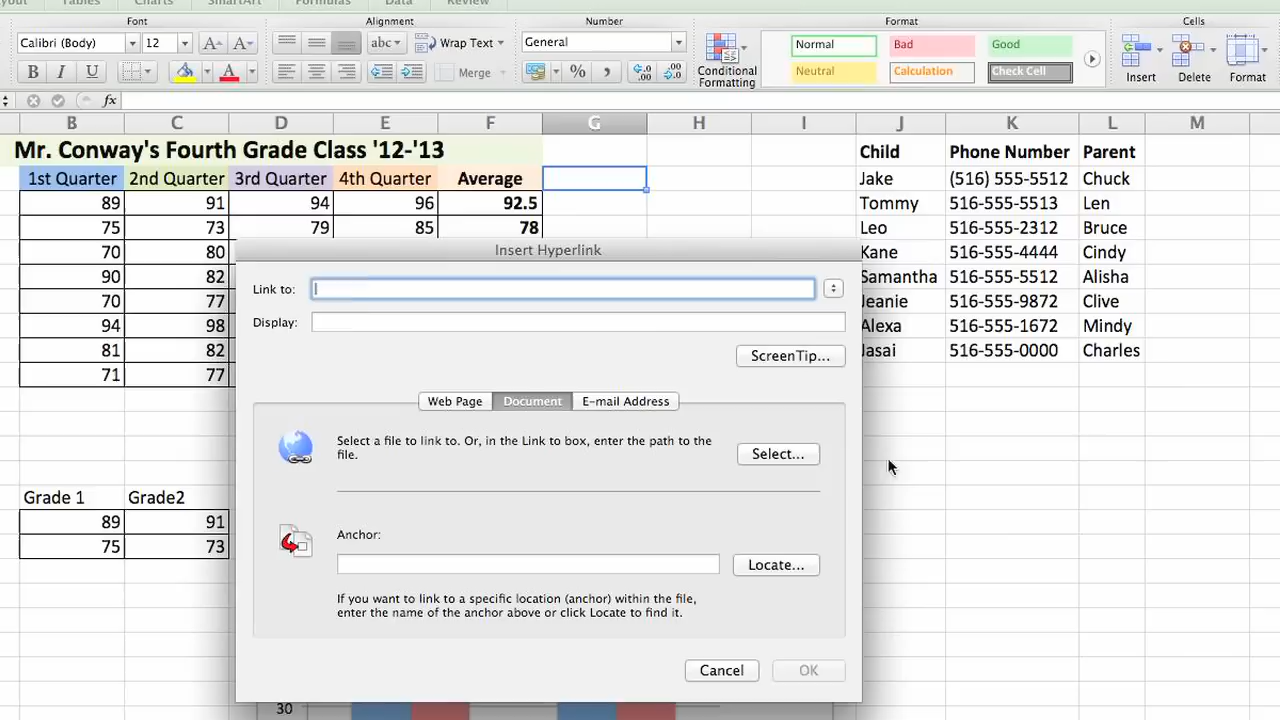 yout Tables Charts SmartArt Formulas Data Review
Font Alignment Number Format Cells
Calibri (Body) 12 A A abc Wrap Text General Normal Bad Good
B I U A Merge % , Conditional Formatting Neutral Calculation Check Cell Insert Delete Format
fx
B C D E F G H I J K L M
Mr. Conway's Fourth Grade Class '12-'13 Child Phone Number Parent
1st Quarter 2nd Quarter 3rd Quarter 4th Quarter Average Jake (516) 555-5512 Chuck
89 91 94 96 92.5 Tommy 516-555-5513 Len
75 73 79 85 78 Leo 516-555-2312 Bruce
70 80 Kane 516-555-4444 Cindy
90 82 Samantha 516-555-5512 Alisha
70 77 Jeanie 516-555-9872 Clive
94 98 Alexa 516-555-1672 Mindy
81 82 Jasai 516-555-0000 Charles
71 77
Grade 1 Grade2
89 91
75 73
Insert Hyperlink
Link to:
Display:
ScreenTip...
Web Page Document E-mail Address
Select a file to link to. Or, in the Link to box, enter the path to the
file.
Select...
Anchor:
Locate...
If you want to link to a specific location (anchor) within the file,
enter the name of the anchor above or click Locate to find it.
Cancel OK
30